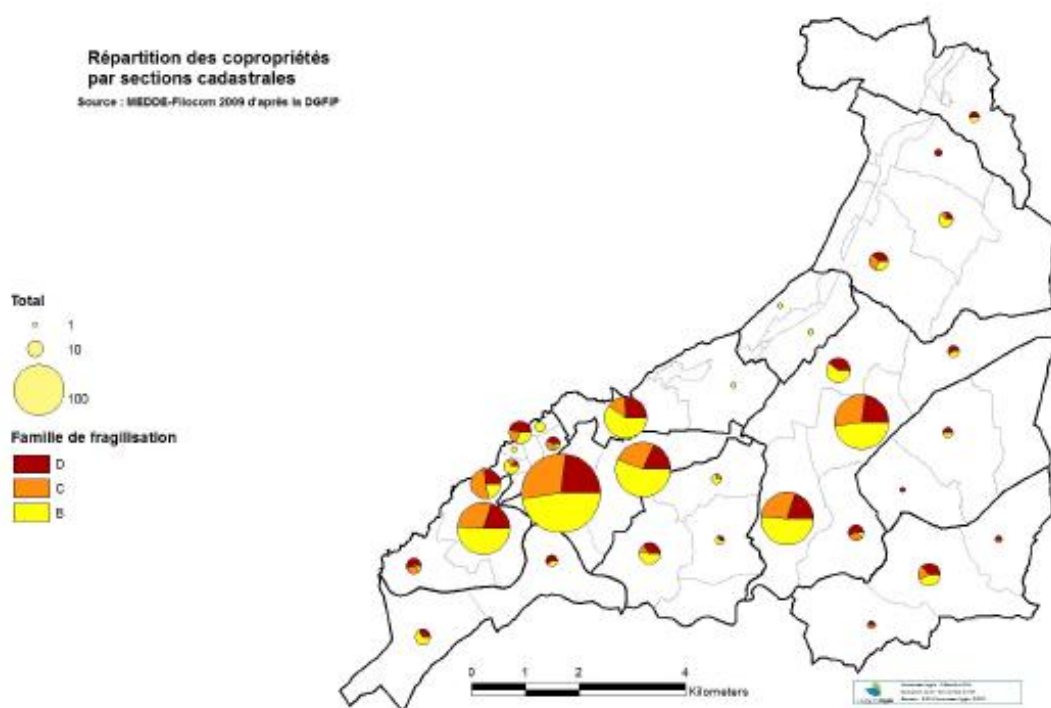 Répartition des copropriétés
par sections cadastrales
Source : MEDDE-Filocom 2009 d'après la DGFIP
Total
1
10
100
Famille de fragilisation
D
C
B
0 1 2 4
Kilometers